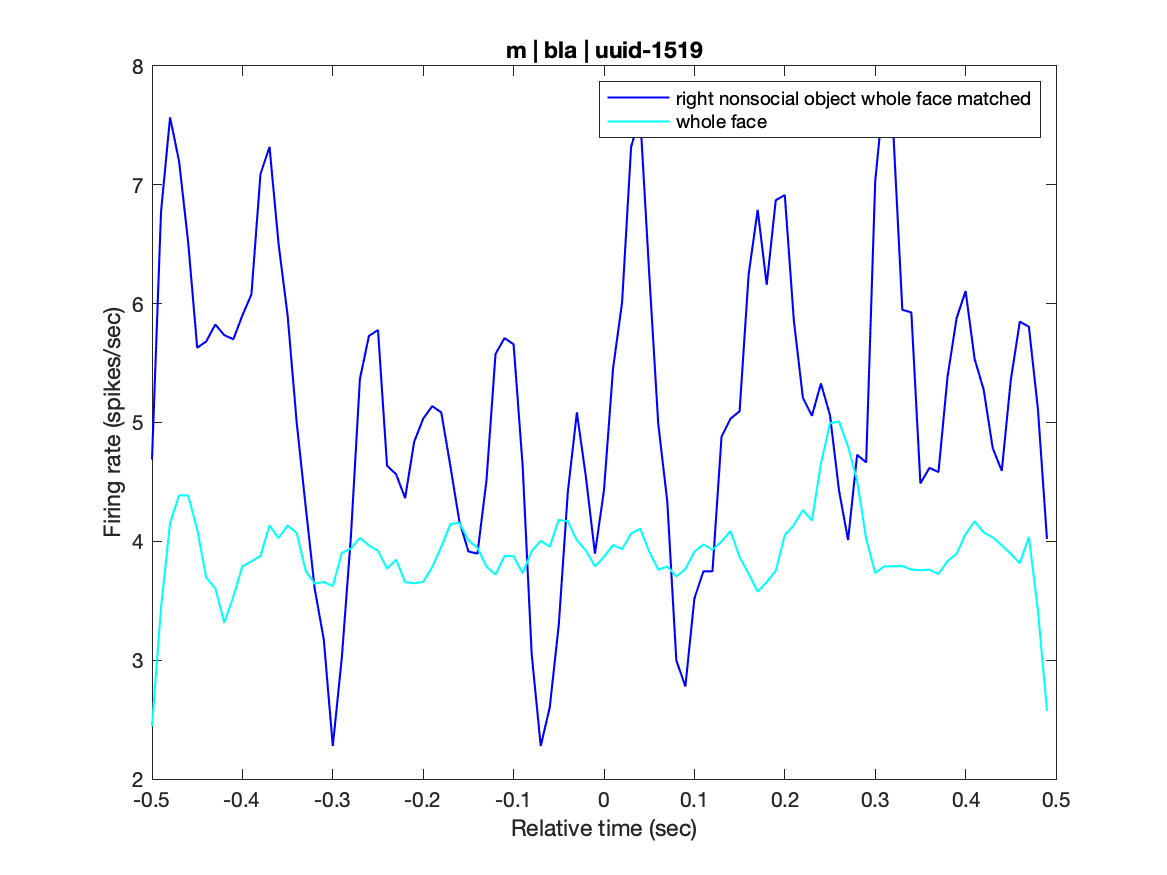 m | bla | uuid-1519
right nonsocial object whole face matched
whole face
8
7
6
5
4
3
2
Firing rate (spikes/sec)
-0.5 -0.4 -0.3 -0.2 -0.1 0 0.1 0.2 0.3 0.4 0.5
Relative time (sec)